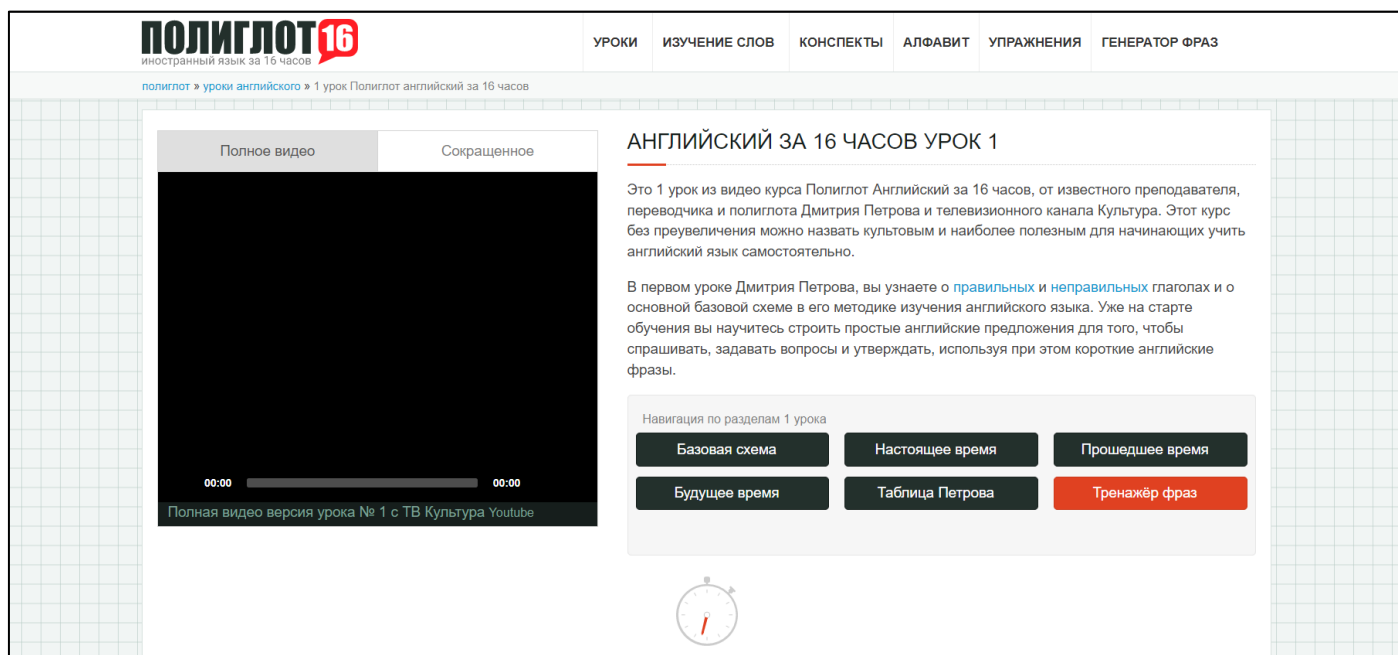 ПОЛИГЛОТ 16
иностранный язык за 16 часов
УРОКИ ИЗУЧЕНИЕ СЛОВ КОНСПЕКТЫ АЛФАВИТ УПРАЖНЕНИЯ ГЕНЕРАТОР ФРАЗ
полиглот » уроки английского » 1 урок Полиглот английский за 16 часов
Полное видео Сокращенное
00:00 00:00
Полная видео версия урока № 1 с ТВ Культура Youtube
АНГЛИЙСКИЙ ЗА 16 ЧАСОВ УРОК 1
Это 1 урок из видео курса Полиглот Английский за 16 часов, от известного преподавателя,
переводчика и полиглота Дмитрия Петрова и телевизионного канала Культура. Этот курс
без преувеличения можно назвать культовым и наиболее полезным для начинающих учить
английский язык самостоятельно.
В первом уроке Дмитрия Петрова, вы узнаете о правильных и неправильных глаголах и о
основной базовой схеме в его методике изучения английского языка. Уже на старте
обучения вы научитесь строить простые английские предложения для того, чтобы
спрашивать, задавать вопросы и утверждать, используя при этом короткие английские
фразы.
Навигация по разделам 1 урока
Базовая схема Настоящее время Прошедшее время
Будущее время Таблица Петрова Тренажёр фраз